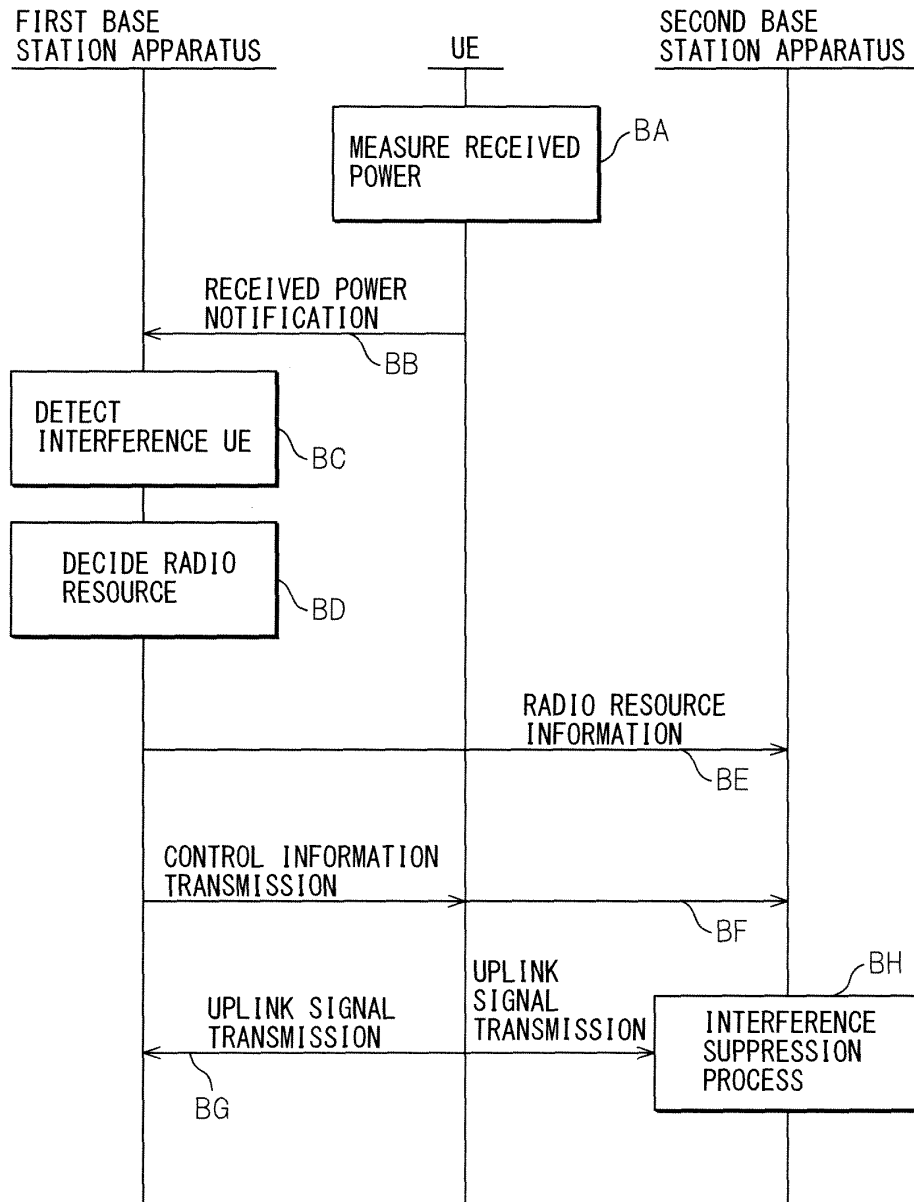 FIRST BASE
STATION APPARATUS
UE
SECOND BASE
STATION APPARATUS
MEASURE RECEIVED
POWER
BA
RECEIVED POWER
NOTIFICATION
BB
DETECT
INTERFERENCE UE
BC
DECIDE RADIO
RESOURCE
BD
RADIO RESOURCE
INFORMATION
BE
CONTROL INFORMATION
TRANSMISSION
BF
UPLINK SIGNAL
TRANSMISSION
BG
UPLINK
SIGNAL
TRANSMISSION
BH
INTERFERENCE
SUPPRESSION
PROCESS